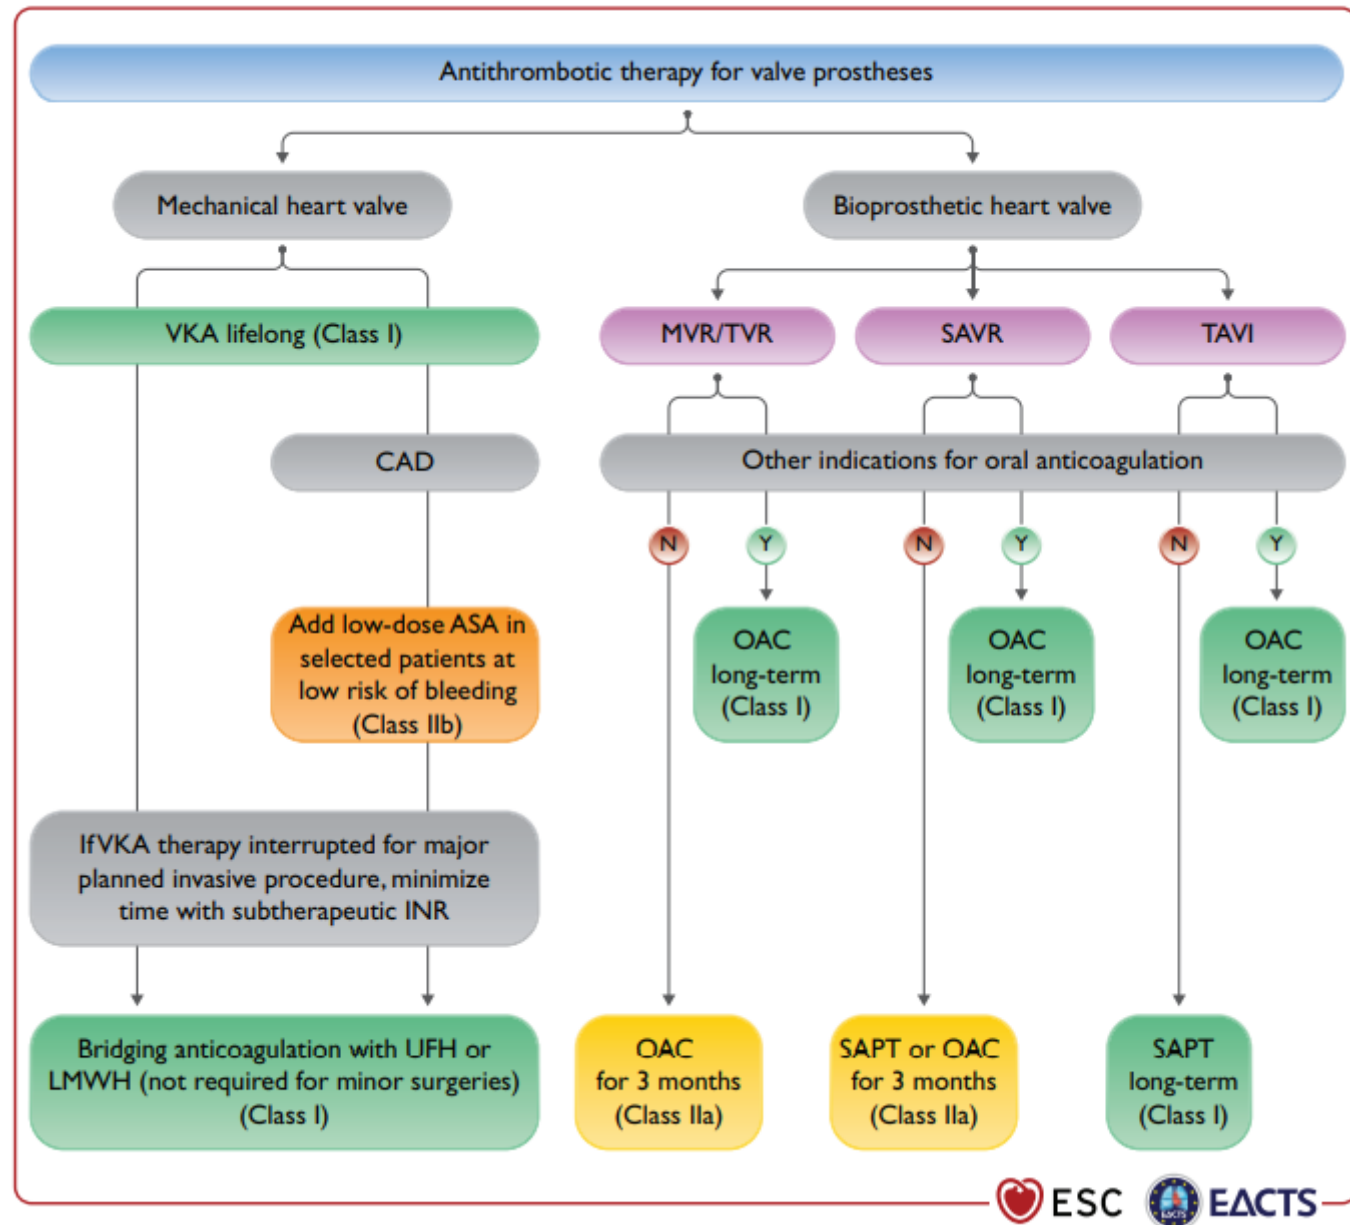 Antithrombotic therapy for valve prostheses
Mechanical heart valve
Bioprosthetic heart valve
VKA lifelong (Class I)
MVR/TVR
SAVR
TAVI
CAD
Other indications for oral anticoagulation
N
Y
N
Y
N
Y
Add low-dose ASA in
selected patients at
low risk of bleeding
(Class IIb)
OAC
long-term
(Class I)
OAC
long-term
(Class I)
OAC
long-term
(Class I)
If VKA therapy interrupted for major
planned invasive procedure, minimize
time with subtherapeutic INR
Bridging anticoagulation with UFH or
LMWH (not required for minor surgeries)
(Class I)
OAC
for 3 months
(Class IIa)
SAPT or OAC
for 3 months
(Class IIa)
SAPT
long-term
(Class I)
ESC
EACTS
EACTS